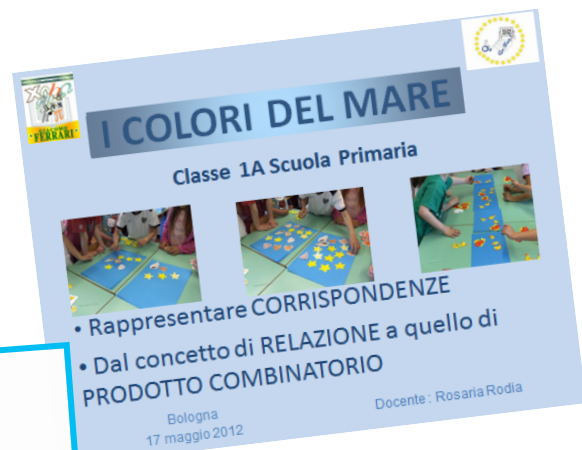 FERRARI
I COLORI DEL MARE
Classe 1A Scuola Primaria
• Rappresentare CORRISPONDENZE
• Dal concetto di RELAZIONE a quello di
PRODOTTO COMBINATORIO
Bologna
17 maggio 2012
Docente : Rosaria Rodia